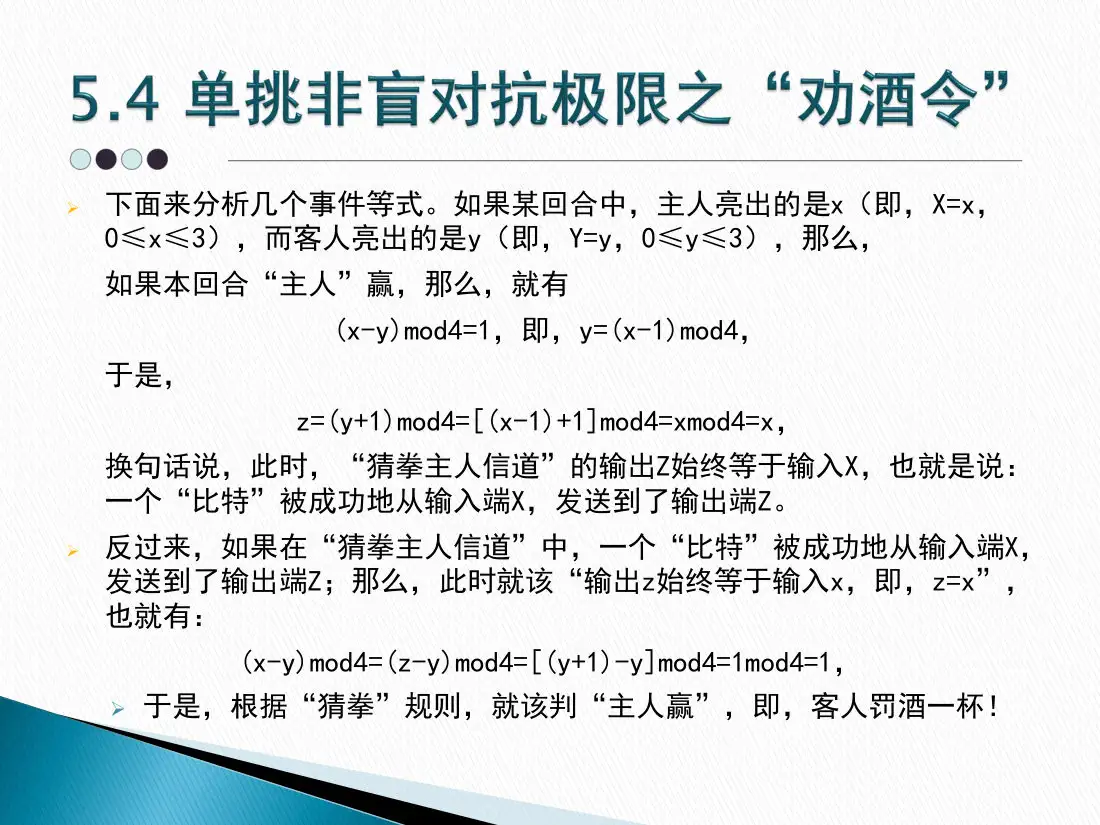 5.4 单挑非盲对抗极限之“劝酒令”
下面来分析几个事件等式。如果某回合中，主人亮出的是x（即，X=x，
0≤x≤3），而客人亮出的是y（即，Y=y，0≤y≤3），那么，
如果本回合“主人”赢，那么，就有
(x-y)mod4=1，即，y=(x-1)mod4，
于是，
z=(y+1)mod4=[(x-1)+1]mod4=xmod4=x，
换句话说，此时，“猜拳主人信道”的输出Z始终等于输入X，也就是说：
一个“比特”被成功地从输入端X，发送到了输出端Z。
反过来，如果在“猜拳主人信道”中，一个“比特”被成功地从输入端X，
发送到了输出端Z；那么，此时就该“输出z始终等于输入x，即，z=x”，
也就有：
(x-y)mod4=(z-y)mod4=[(y+1)-y]mod4=1mod4=1，
于是，根据“猜拳”规则，就该判“主人赢”，即，客人罚酒一杯！